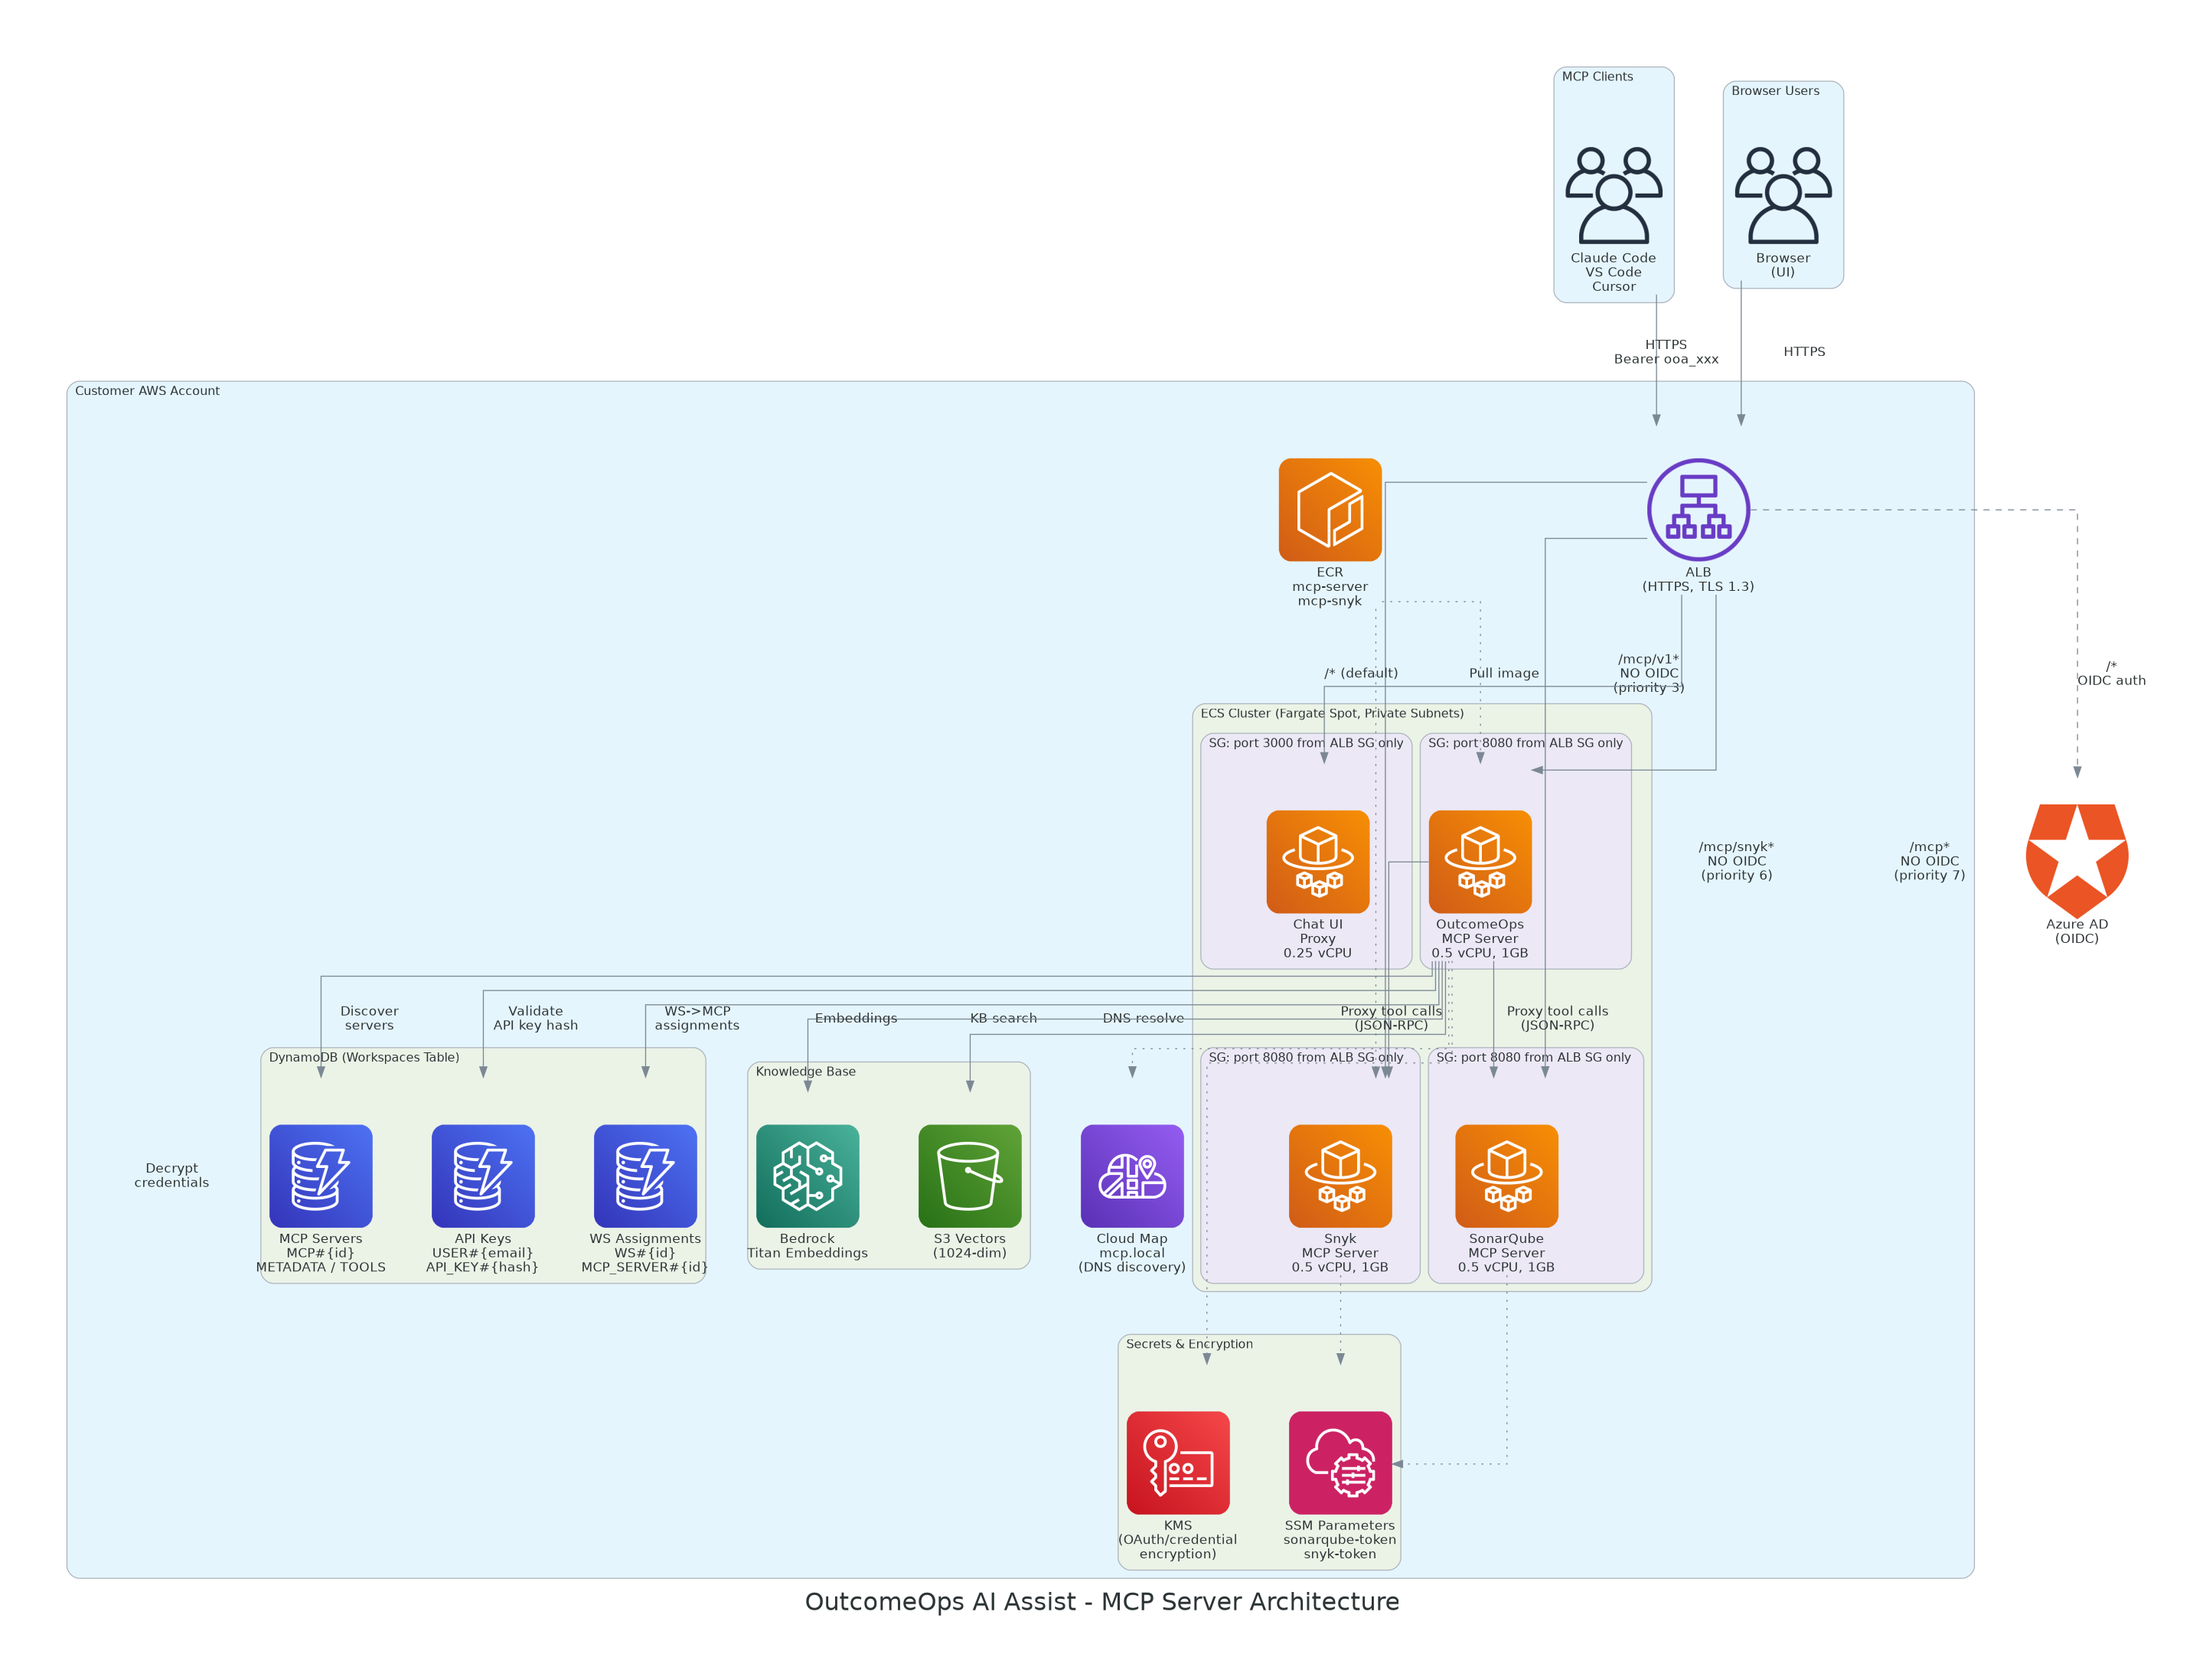 MCP Clients
Browser Users
Claude Code
VS Code
Cursor
Browser
(UI)
HTTPS
Bearer ooa_xxx
HTTPS
Customer AWS Account
ECR
mcp-server
mcp-snyk
ALB
(HTTPS, TLS 1.3)
/* (default)
Pull image
/mcp/v1*
NO OIDC
(priority 3)
/*
OIDC auth
ECS Cluster (Fargate Spot, Private Subnets)
SG: port 3000 from ALB SG only
SG: port 8080 from ALB SG only
Chat UI
Proxy
0.25 vCPU
OutcomeOps
MCP Server
0.5 vCPU, 1GB
/mcp/snyk*
NO OIDC
(priority 6)
/mcp*
NO OIDC
(priority 7)
Azure AD
(OIDC)
Discover
servers
Validate
API key hash
WS->MCP
assignments
Embeddings
KB search
DNS resolve
Proxy tool calls
(JSON-RPC)
Proxy tool calls
(JSON-RPC)
DynamoDB (Workspaces Table)
Knowledge Base
SG: port 8080 from ALB SG only
SG: port 8080 from ALB SG only
Decrypt
credentials
MCP Servers
MCP#{id}
METADATA / TOOLS
API Keys
USER#{email}
API_KEY#{hash}
WS Assignments
WS#{id}
MCP_SERVER#{id}
Bedrock
Titan Embeddings
S3 Vectors
(1024-dim)
Cloud Map
mcp.local
(DNS discovery)
Snyk
MCP Server
0.5 vCPU, 1GB
SonarQube
MCP Server
0.5 vCPU, 1GB
Secrets & Encryption
KMS
(OAuth/credential
encryption)
SSM Parameters
sonarqube-token
snyk-token
OutcomeOps AI Assist - MCP Server Architecture